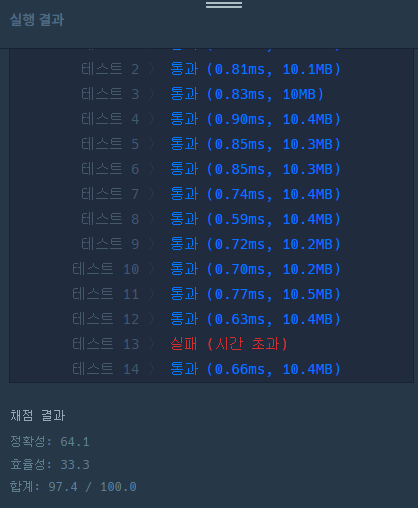 실행 결과
테스트 2 〉 통과 (0.81ms, 10.1MB)
테스트 3 〉 통과 (0.83ms, 10MB)
테스트 4 〉 통과 (0.90ms, 10.4MB)
테스트 5 〉 통과 (0.85ms, 10.3MB)
테스트 6 〉 통과 (0.85ms, 10.3MB)
테스트 7 〉 통과 (0.74ms, 10.4MB)
테스트 8 〉 통과 (0.59ms, 10.4MB)
테스트 9 〉 통과 (0.72ms, 10.2MB)
테스트 10 〉 통과 (0.70ms, 10.2MB)
테스트 11 〉 통과 (0.77ms, 10.5MB)
테스트 12 〉 통과 (0.63ms, 10.4MB)
테스트 13 〉 실패 (시간 초과)
테스트 14 〉 통과 (0.66ms, 10.4MB)
채점 결과
정확성: 64.1
효율성: 33.3
합계: 97.4 / 100.0